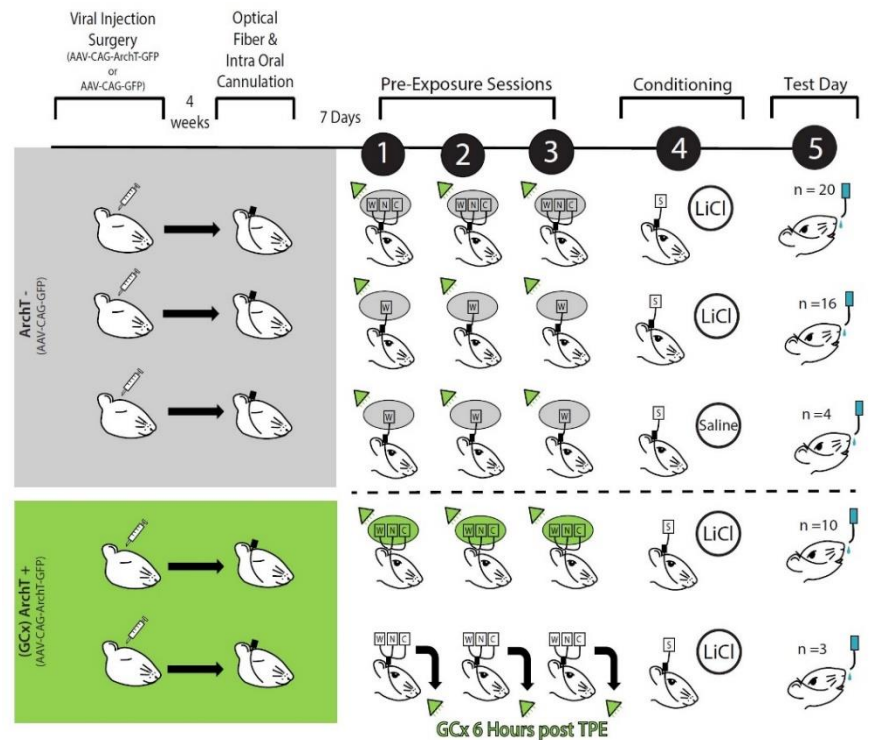 Viral Injection
Surgery
(AAV-CAG-ArchT-GFP
or
AAV-CAG-GFP)
4
weeks
Optical
Fiber &
Intra Oral
Cannulation
7 Days
Pre-Exposure Sessions
Conditioning
Test Day
1
2
3
4
5
ArchT -
(AAV-CAG-GFP)
W N C
W N C
W N C
S
LiCl
n = 20
W
W
W
S
LiCl
n =16
W
W
W
S
Saline
n =4
(GCx) ArchT +
(AAV-CAG-ArchT-GFP)
W N C
W N C
W N C
S
LiCl
n =10
W N C
W N C
W N C
S
LiCl
n =3
GCx 6 Hours post TPE